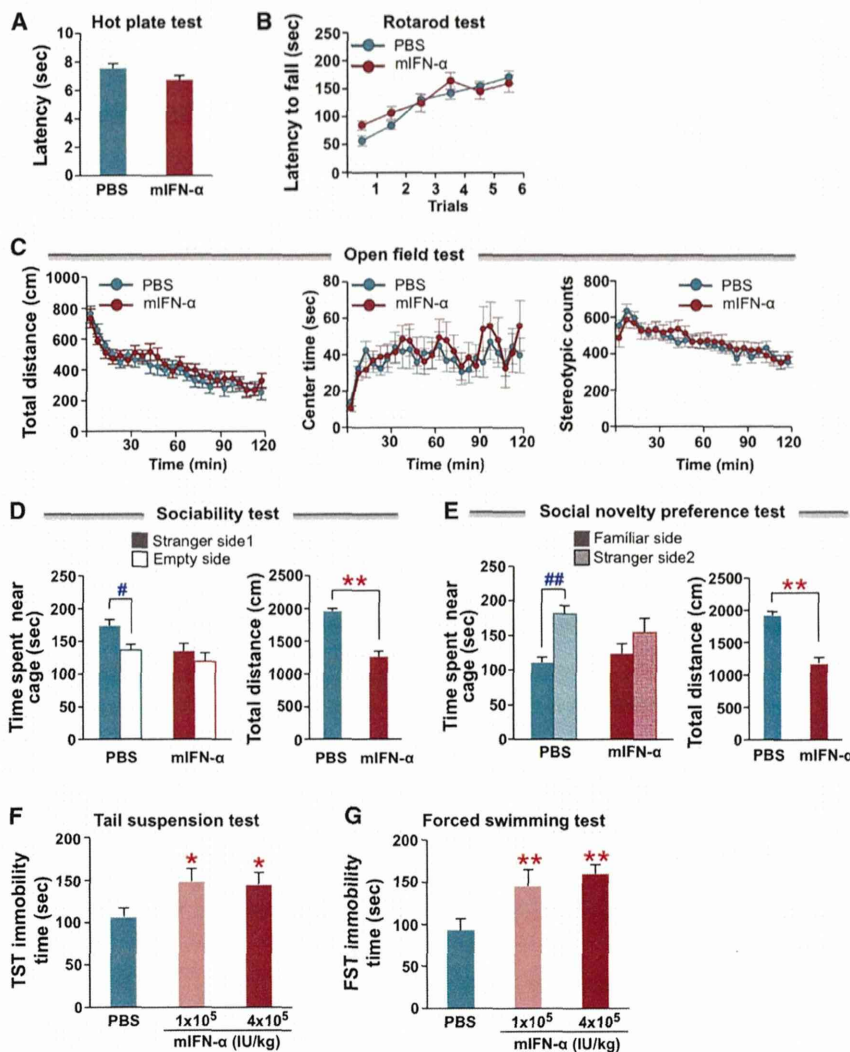 A
Hot plate test
Latency (sec)
10
8
6
4
2
0
PBS
mIFN-α
B
Rotarod test
Latency to fall (sec)
250
200
150
100
50
0
PBS
mIFN-α
1 2 3 4 5 6
Trials
C
Open field test
Total distance (cm)
1000
800
600
400
200
0
PBS
mIFN-α
30 60 90 120
Time (min)
Center time (sec)
80
60
40
20
0
PBS
mIFN-α
30 60 90 120
Time (min)
Stereotypic counts
800
600
400
200
0
PBS
mIFN-α
30 60 90 120
Time (min)
D
Sociability test
Stranger side1
Empty side
Time spent near
cage (sec)
250
200
150
100
50
0
#
PBS
mIFN-α
Total distance (cm)
2500
2000
1500
1000
500
0
**
PBS
mIFN-α
E
Social novelty preference test
Familiar side
Stranger side2
Time spent near
cage (sec)
250
200
150
100
50
0
##
PBS
mIFN-α
Total distance (cm)
2500
2000
1500
1000
500
0
**
PBS
mIFN-α
F
Tail suspension test
TST immobility
time (sec)
200
150
100
50
0
*
*
PBS
1x10⁵
4x10⁵
mIFN-α (IU/kg)
G
Forced swimming test
FST immobility
time (sec)
200
150
100
50
0
**
**
PBS
1x10⁵
4x10⁵
mIFN-α (IU/kg)